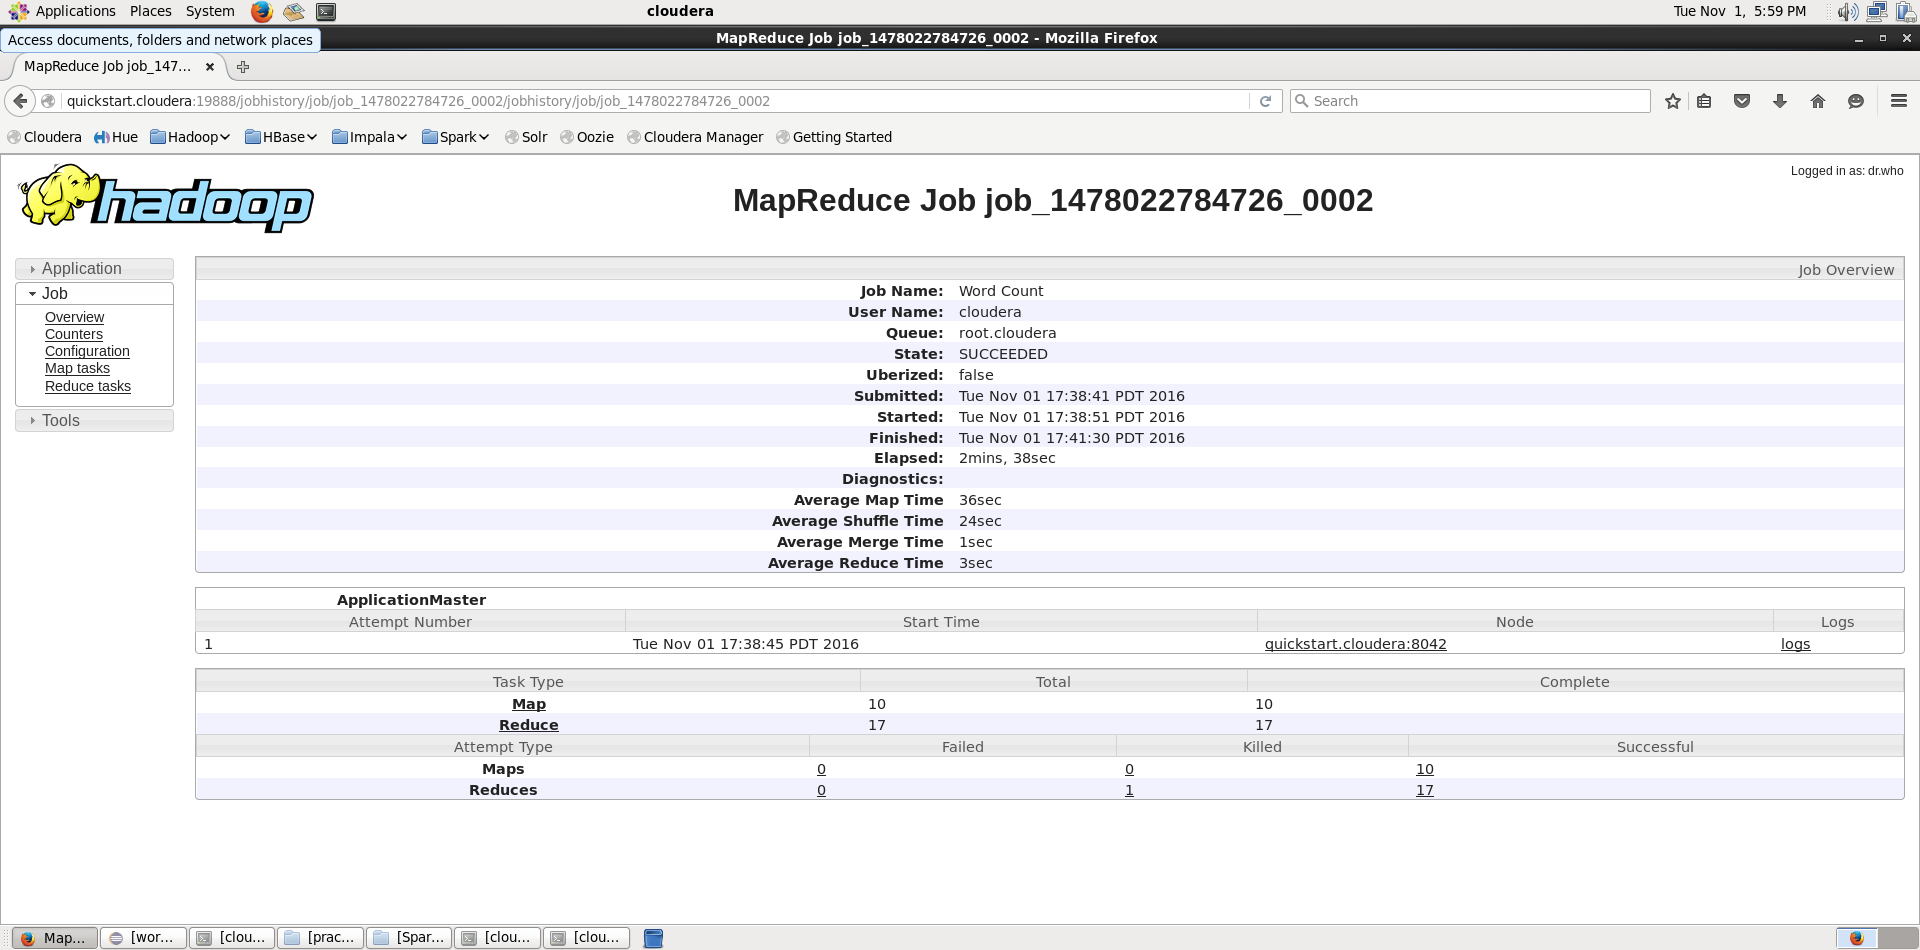 Applications Places System
cloudera
Tue Nov 1, 5:59 PM
Access documents, folders and network places
MapReduce Job job_1478022784726_0002 - Mozilla Firefox
MapReduce Job job_147...
quickstart.cloudera:19888/jobhistory/job/job_1478022784726_0002/jobhistory/job/job_1478022784726_0002
Search
Cloudera Hue Hadoop HBase Impala Spark Solr Oozie Cloudera Manager Getting Started
Logged in as: dr.who
hadoop
MapReduce Job job_1478022784726_0002
Application
Job
Overview
Counters
Configuration
Map tasks
Reduce tasks
Tools
Job Overview
Job Name: Word Count
User Name: cloudera
Queue: root.cloudera
State: SUCCEEDED
Uberized: false
Submitted: Tue Nov 01 17:38:41 PDT 2016
Started: Tue Nov 01 17:38:51 PDT 2016
Finished: Tue Nov 01 17:41:30 PDT 2016
Elapsed: 2mins, 38sec
Diagnostics:
Average Map Time 36sec
Average Shuffle Time 24sec
Average Merge Time 1sec
Average Reduce Time 3sec
ApplicationMaster
Attempt Number Start Time Node Logs
1 Tue Nov 01 17:38:45 PDT 2016 quickstart.cloudera:8042 logs
Task Type Total Complete
Map 10 10
Reduce 17 17
Attempt Type Failed Killed Successful
Maps 0 0 10
Reduces 0 1 17
Map... [wor... [clou... [prac... [Spar... [clou... [clou...